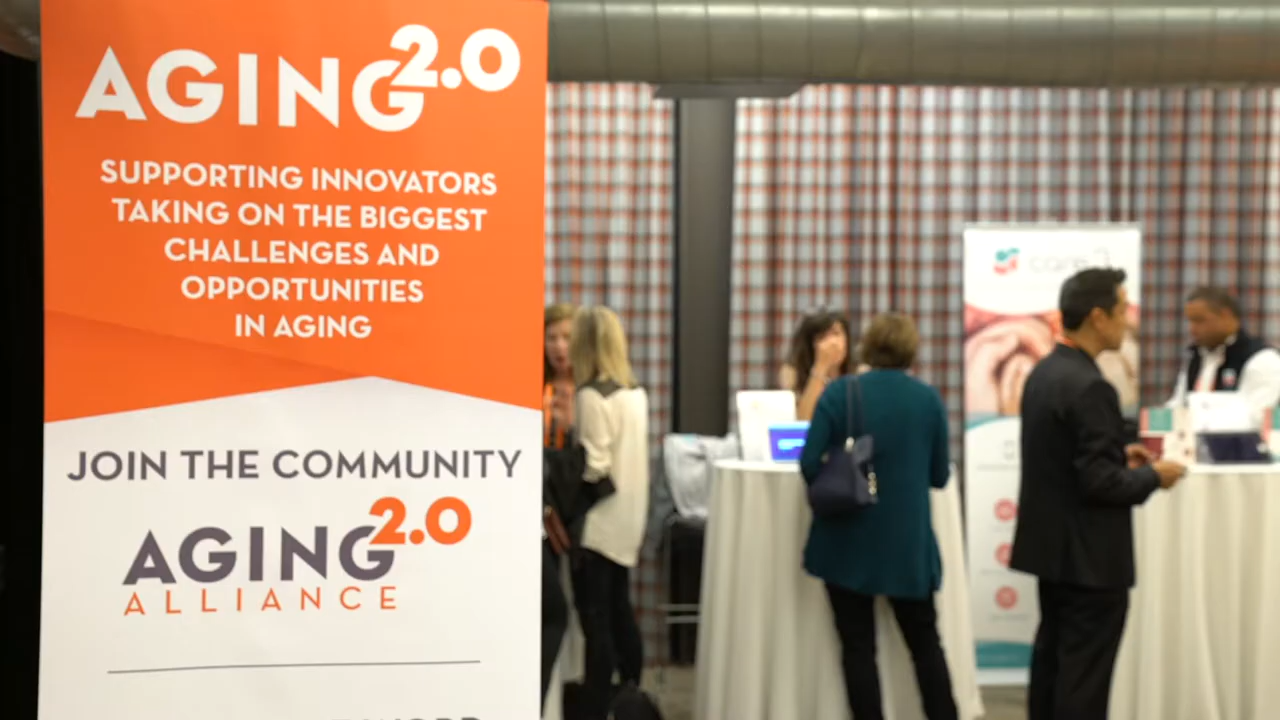 AGING2.0
SUPPORTING INNOVATORS
TAKING ON THE BIGGEST
CHALLENGES AND
OPPORTUNITIES
IN AGING
JOIN THE COMMUNITY
AGING2.0
ALLIANCE